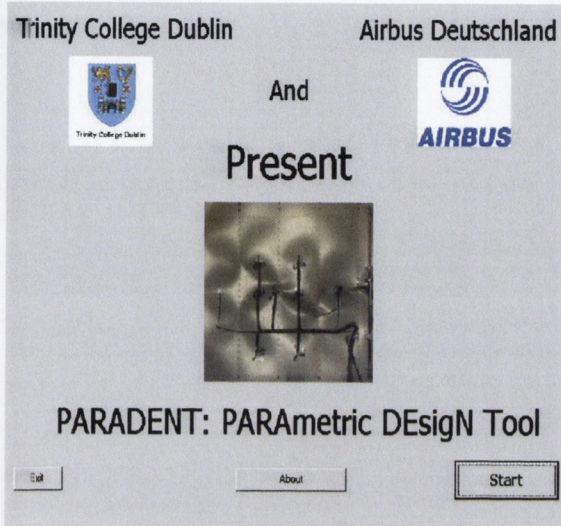 Trinity College Dublin
Airbus Deutschland
Trinity College Dublin
And
AIRBUS
Present
PARADENT: PARAmetric DEsigN Tool
Exit
About
Start